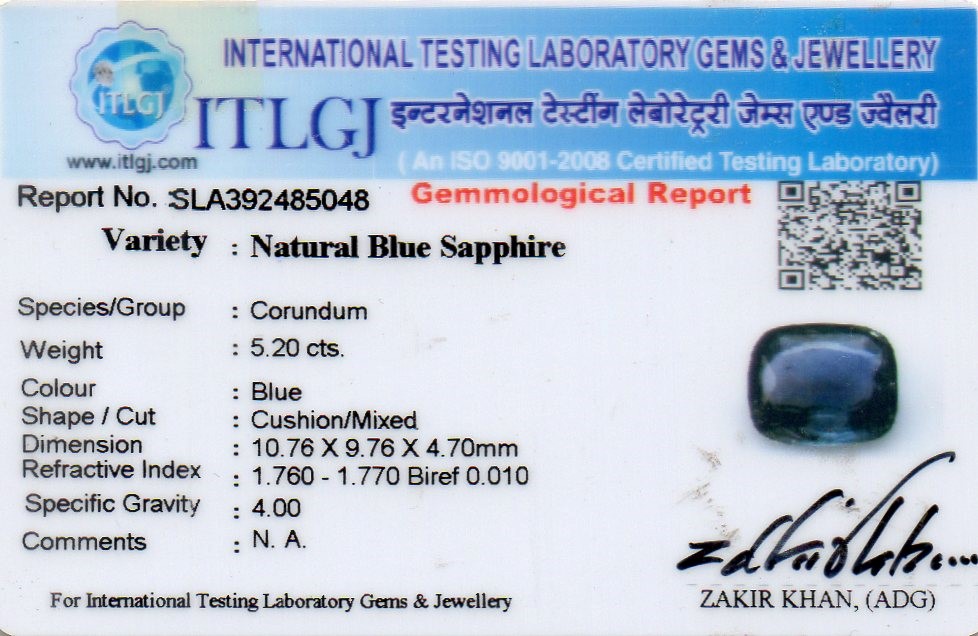 INTERNATIONAL TESTING LABORATORY GEMS & JEWELLERY
ITLGJ
ITLGJ इन्टरनेशनल टेस्टींग लेबोरेट्ररी जेम्स एण्ड ज्वैलरी
www.itlgj.com (An ISO 9001-2008 Certified Testing Laboratory)
Report No. :SLA392485048 Gemmological Report
Variety : Natural Blue Sapphire
Species/Group : Corundum
Weight : 5.20 cts.
Colour : Blue
Shape / Cut : Cushion/Mixed
Dimension : 10.76 X 9.76 X 4.70mm
Refractive Index : 1.760 - 1.770 Biref 0.010
Specific Gravity : 4.00
Comments : N. A.
For International Testing Laboratory Gems & Jewellery ZAKIR KHAN, (ADG)